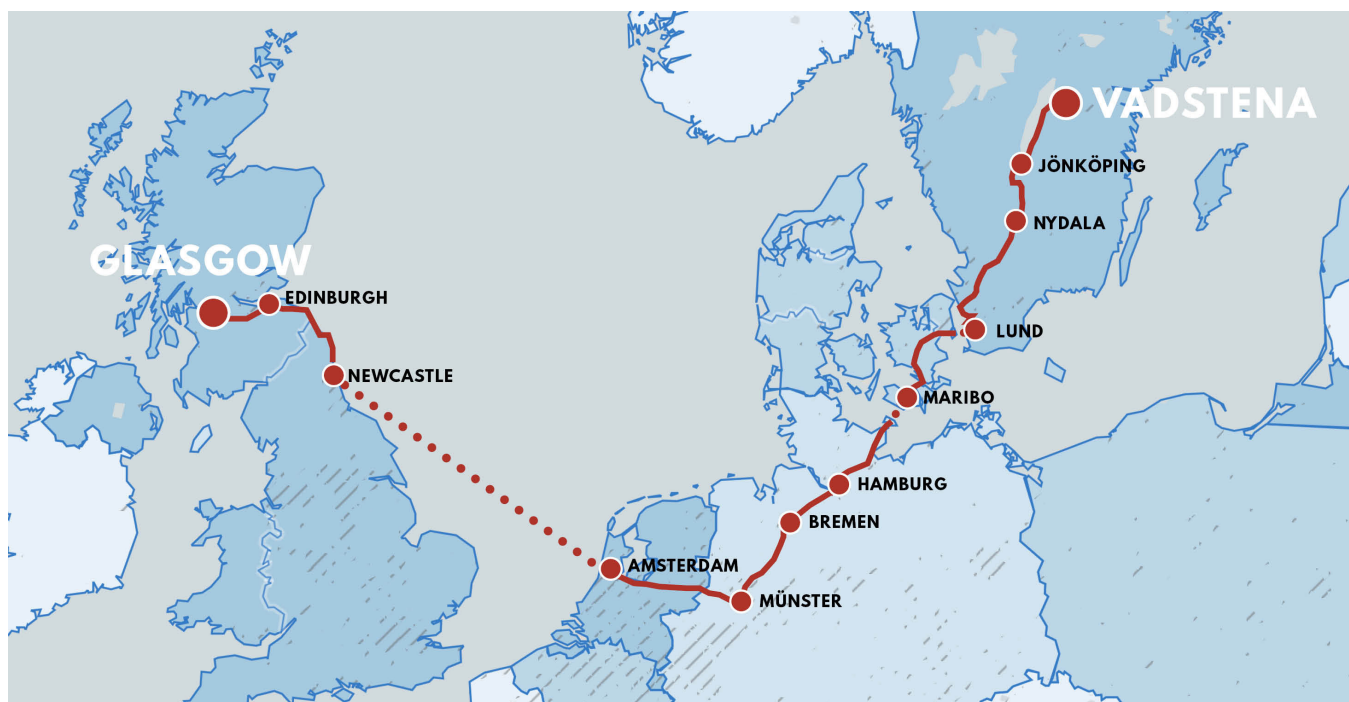 VADSTENA
JÖNKÖPING
NYDALA
GLASGOW
EDINBURGH
LUND
NEWCASTLE
MARIBO
HAMBURG
BREMEN
AMSTERDAM
MÜNSTER